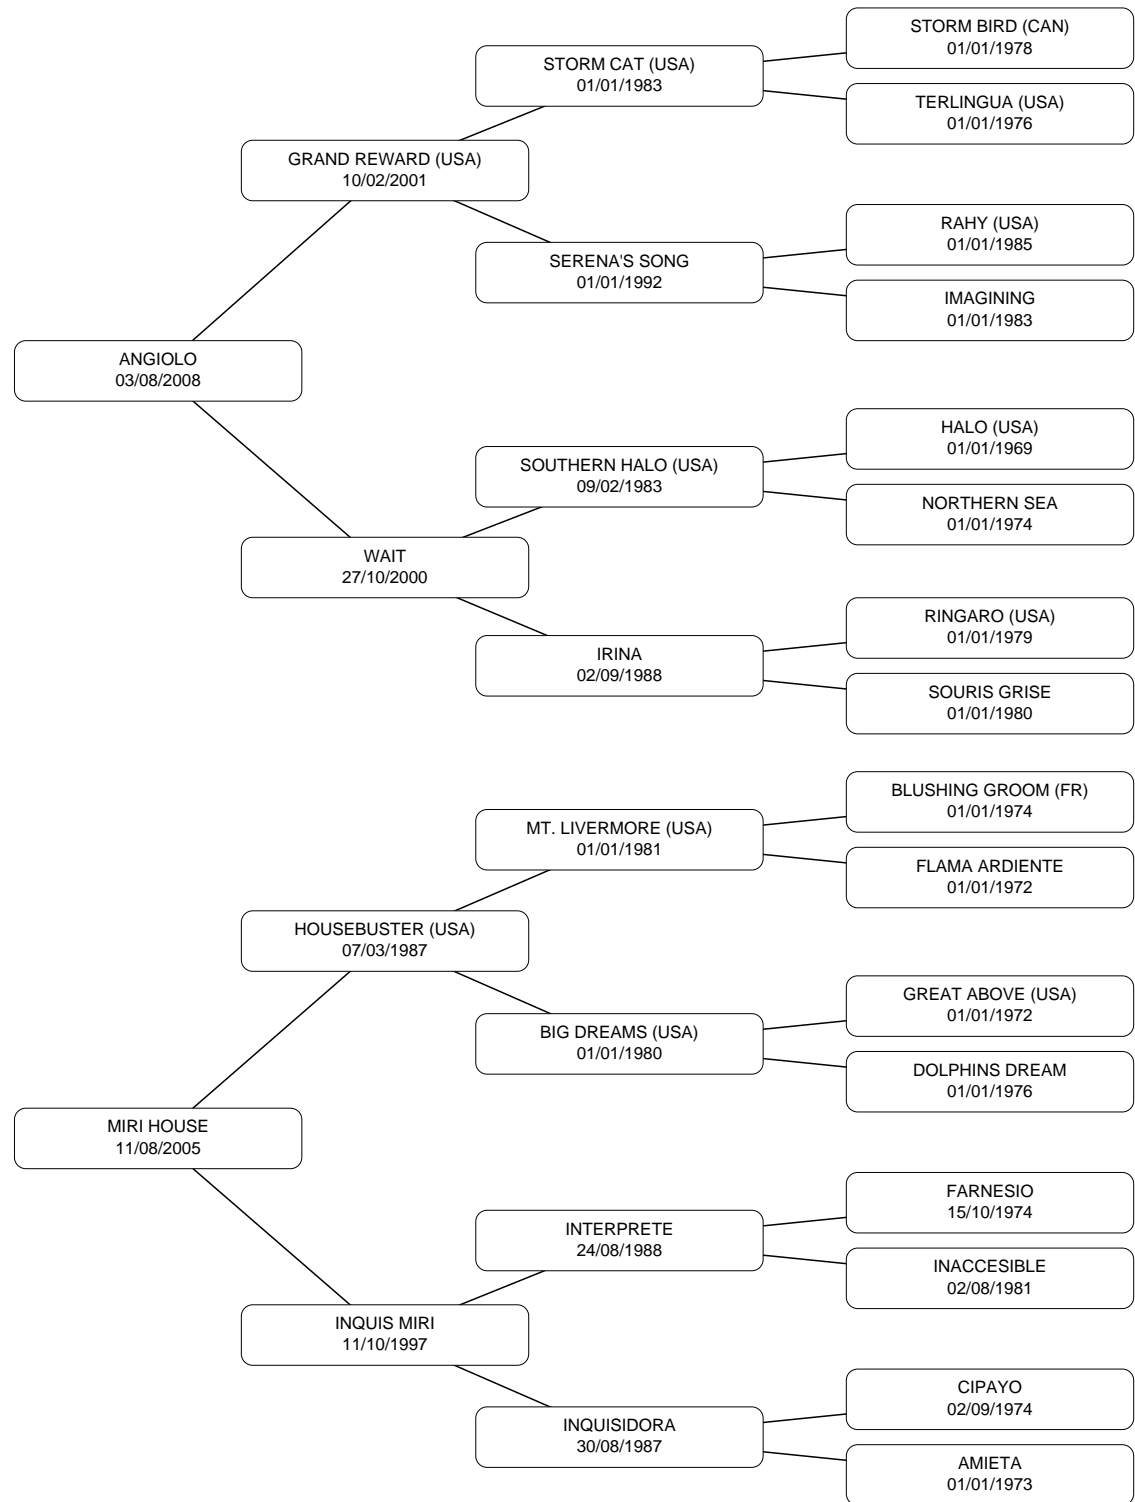 STORM BIRD (CAN)
01/01/1978
STORM CAT (USA)
01/01/1983
TERLINGUA (USA)
01/01/1976
GRAND REWARD (USA)
10/02/2001
RAHY (USA)
01/01/1985
SERENA'S SONG
01/01/1992
IMAGINING
01/01/1983
ANGIOLO
03/08/2008
HALO (USA)
01/01/1969
SOUTHERN HALO (USA)
09/02/1983
NORTHERN SEA
01/01/1974
WAIT
27/10/2000
RINGARO (USA)
01/01/1979
IRINA
02/09/1988
SOURIS GRISE
01/01/1980
BLUSHING GROOM (FR)
01/01/1974
MT. LIVERMORE (USA)
01/01/1981
FLAMA ARDIENTE
01/01/1972
HOUSEBUSTER (USA)
07/03/1987
GREAT ABOVE (USA)
01/01/1972
BIG DREAMS (USA)
01/01/1980
DOLPHINS DREAM
01/01/1976
MIRI HOUSE
11/08/2005
FARNESIO
15/10/1974
INTERPRETE
24/08/1988
INACCESIBLE
02/08/1981
INQUIS MIRI
11/10/1997
CIPAYO
02/09/1974
INQUISIDORA
30/08/1987
AMIETA
01/01/1973